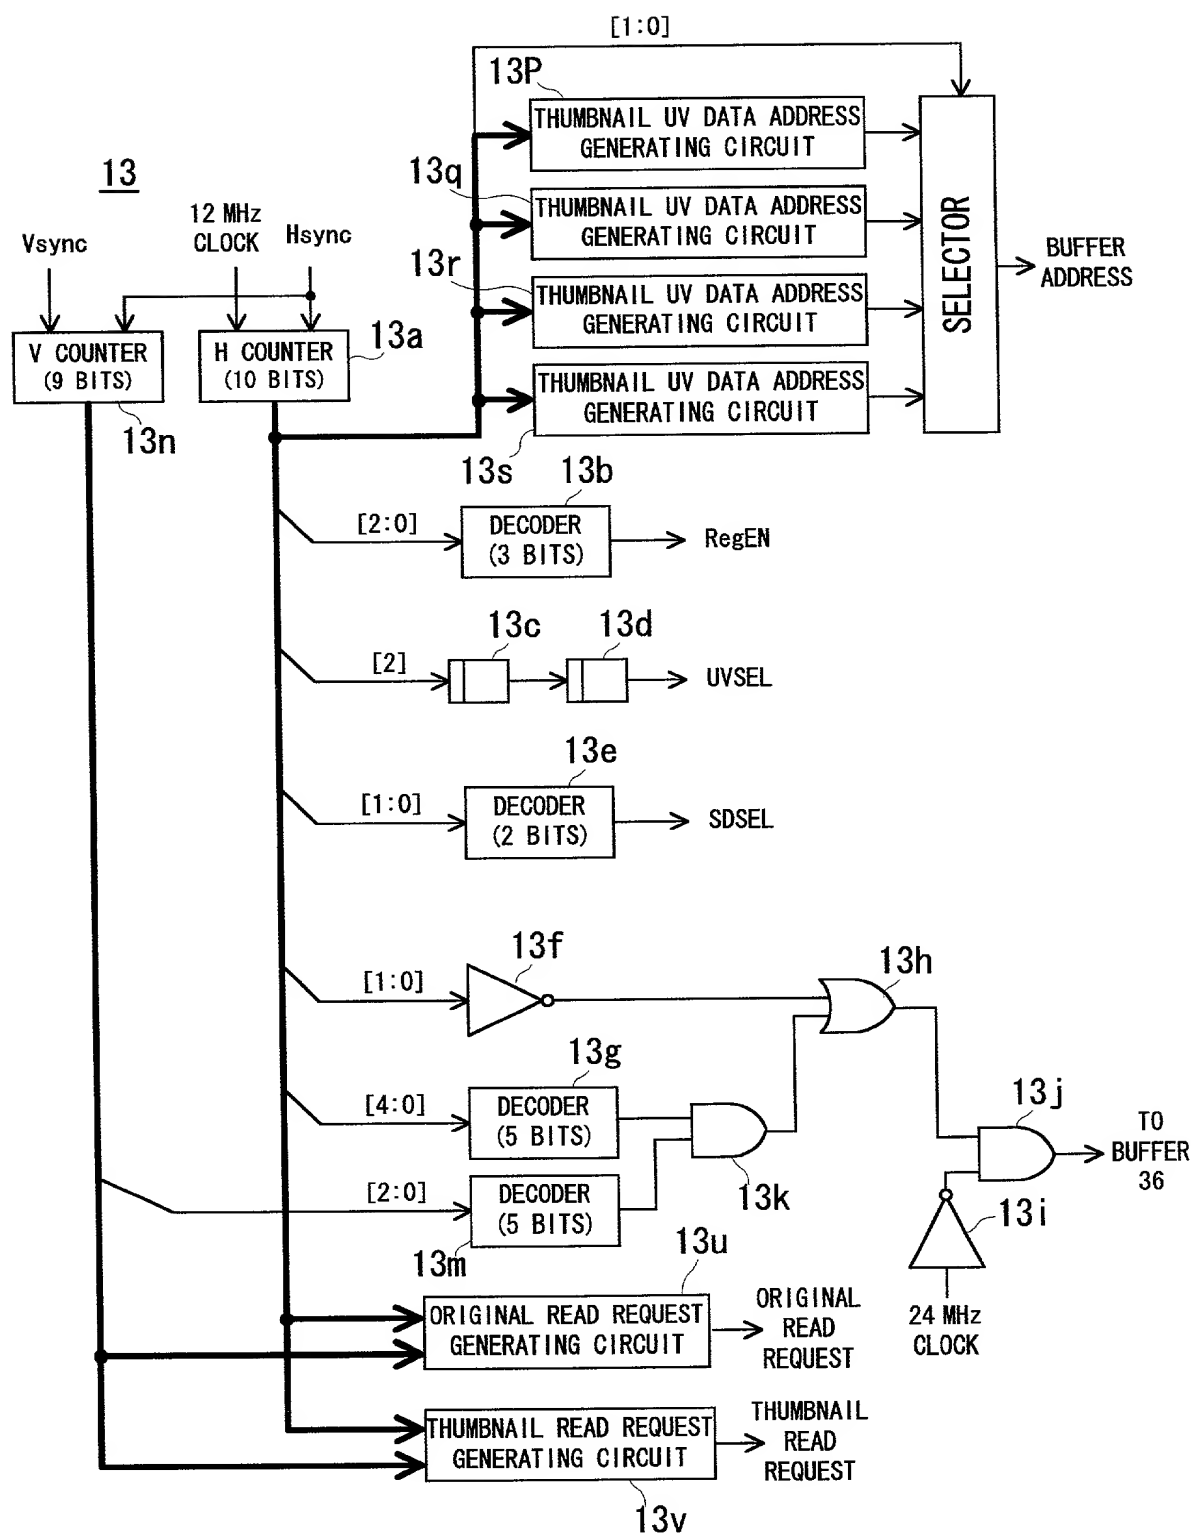 [1:0]
13P
THUMBNAIL UV DATA ADDRESS
GENERATING CIRCUIT
13
13q
THUMBNAIL UV DATA ADDRESS
GENERATING CIRCUIT
12 MHz
CLOCK
Vsync
Hsync
SELECTOR
BUFFER
ADDRESS
13r
THUMBNAIL UV DATA ADDRESS
GENERATING CIRCUIT
V COUNTER
(9 BITS)
H COUNTER
(10 BITS)
13a
THUMBNAIL UV DATA ADDRESS
GENERATING CIRCUIT
13n
13s
13b
[2:0]
DECODER
(3 BITS)
RegEN
13c
13d
[2]
UVSEL
13e
[1:0]
DECODER
(2 BITS)
SDSEL
13f
13h
[1:0]
13g
[4:0]
DECODER
(5 BITS)
13j
TO
BUFFER
36
[2:0]
DECODER
(5 BITS)
13k
13i
13m
13u
24 MHz
CLOCK
ORIGINAL READ REQUEST
GENERATING CIRCUIT
ORIGINAL
READ
REQUEST
THUMBNAIL READ REQUEST
GENERATING CIRCUIT
THUMBNAIL
READ
REQUEST
13v